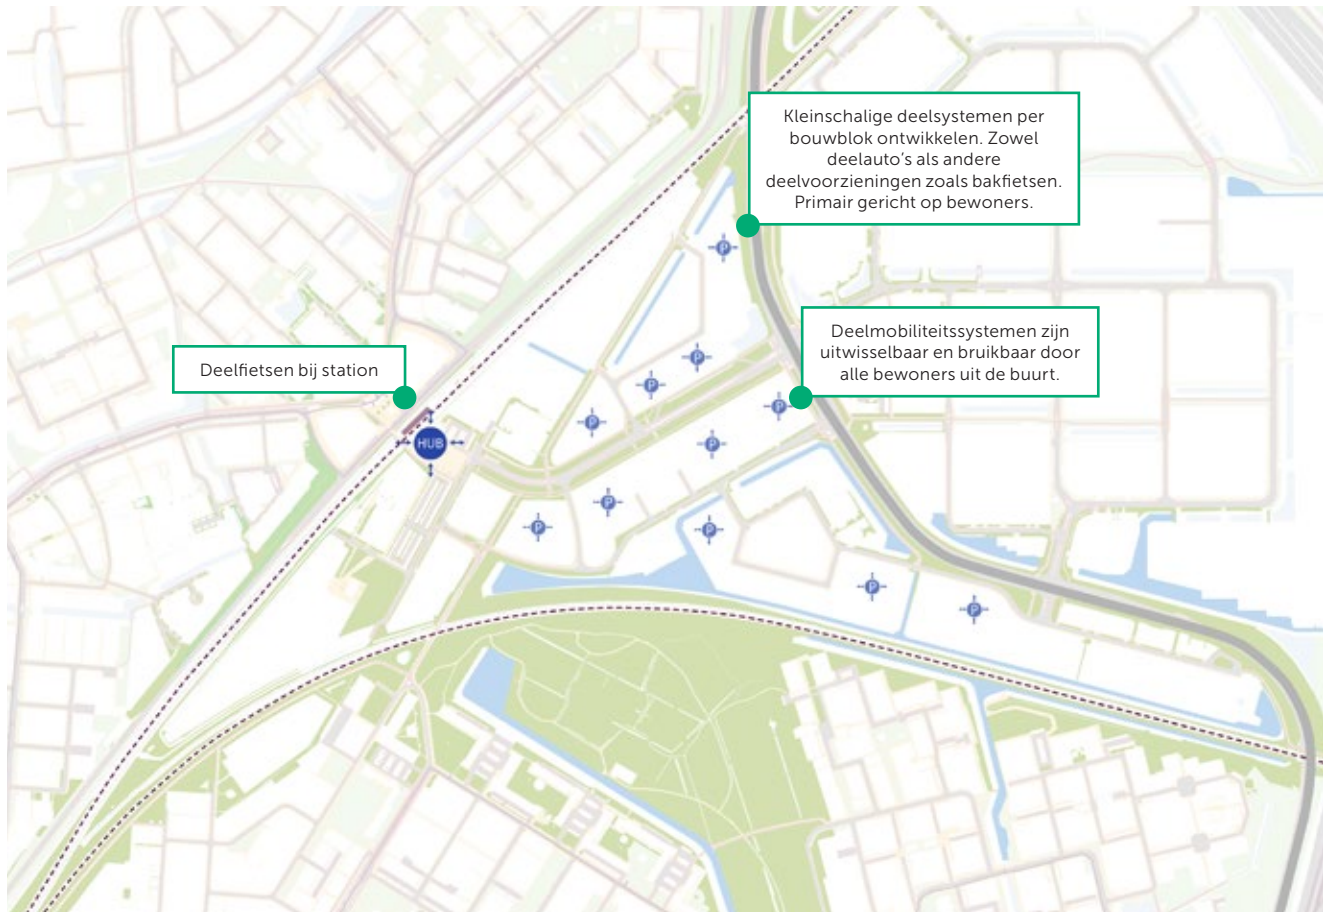 Kleinschalige deelsystemen per
bouwblok ontwikkelen. Zowel
deelauto's als andere
deelvoorzieningen zoals bakfietsen.
Primair gericht op bewoners.
P
Deelmobiliteitssystemen zijn
uitwisselbaar en bruikbaar door
alle bewoners uit de buurt.
Deelfietsen bij station
P
P
P
P
HUB
P
P
P
P
P
P